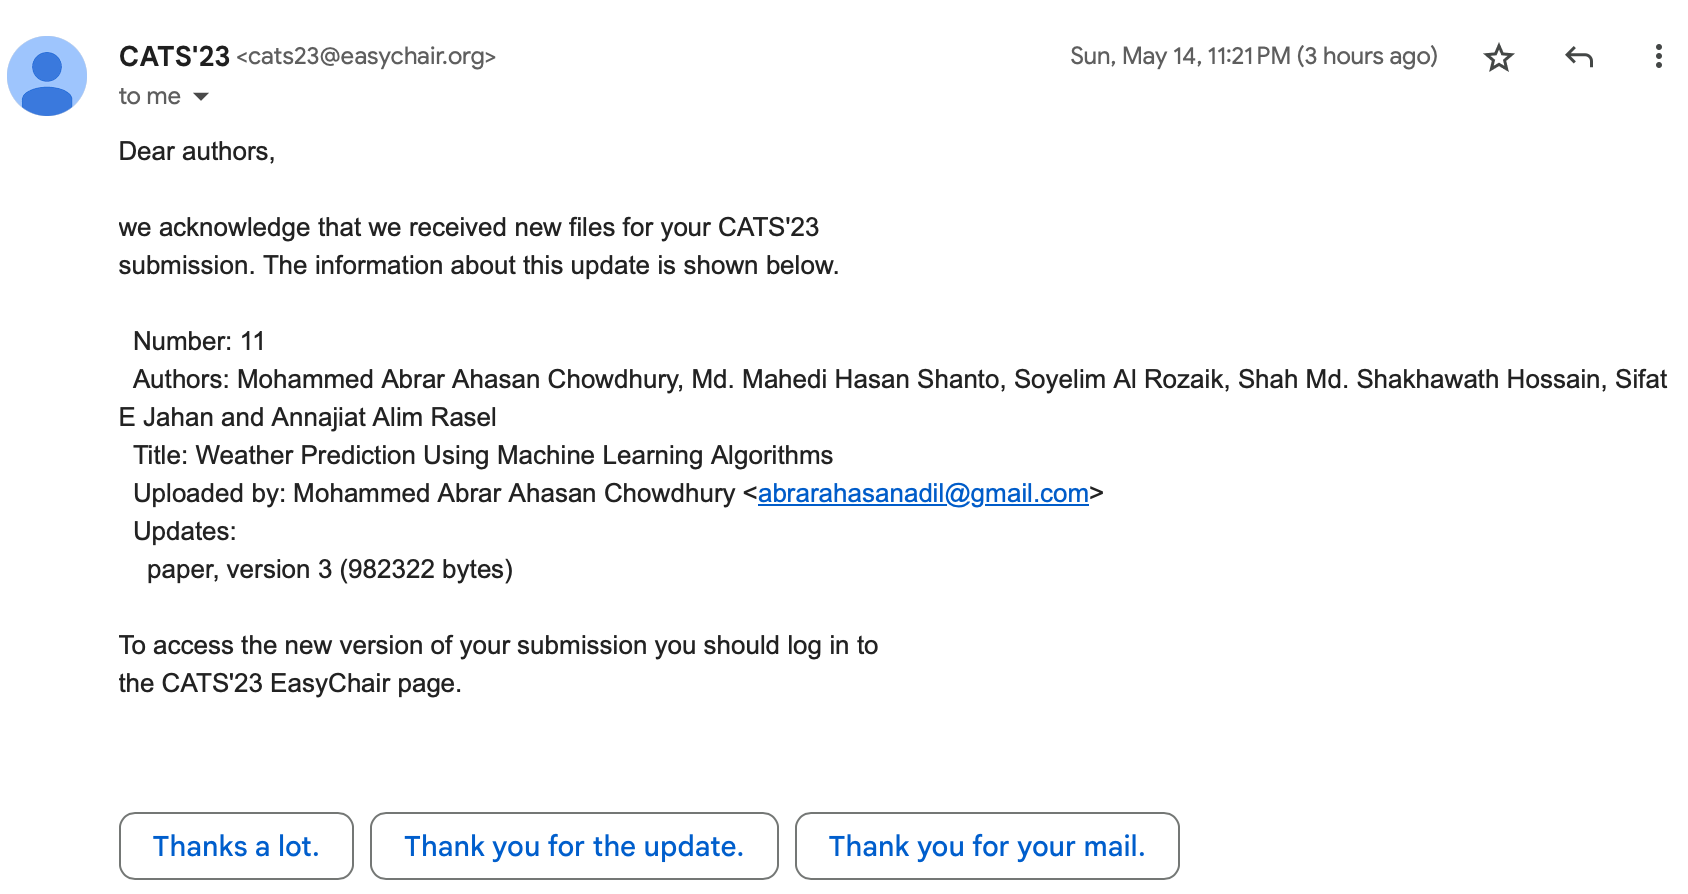 CATS'23 <cats23@easychair.org>
Sun, May 14, 11:21 PM (3 hours ago)
to me
Dear authors,
we acknowledge that we received new files for your CATS'23
submission. The information about this update is shown below.
Number: 11
Authors: Mohammed Abrar Ahasan Chowdhury, Md. Mahedi Hasan Shanto, Soyelim Al Rozaik, Shah Md. Shakhawath Hossain, Sifat
E Jahan and Annajiat Alim Rasel
Title: Weather Prediction Using Machine Learning Algorithms
Uploaded by: Mohammed Abrar Ahasan Chowdhury <abrarahasanadil@gmail.com>
Updates:
paper, version 3 (982322 bytes)
To access the new version of your submission you should log in to
the CATS'23 EasyChair page.
Thanks a lot.
Thank you for the update.
Thank you for your mail.